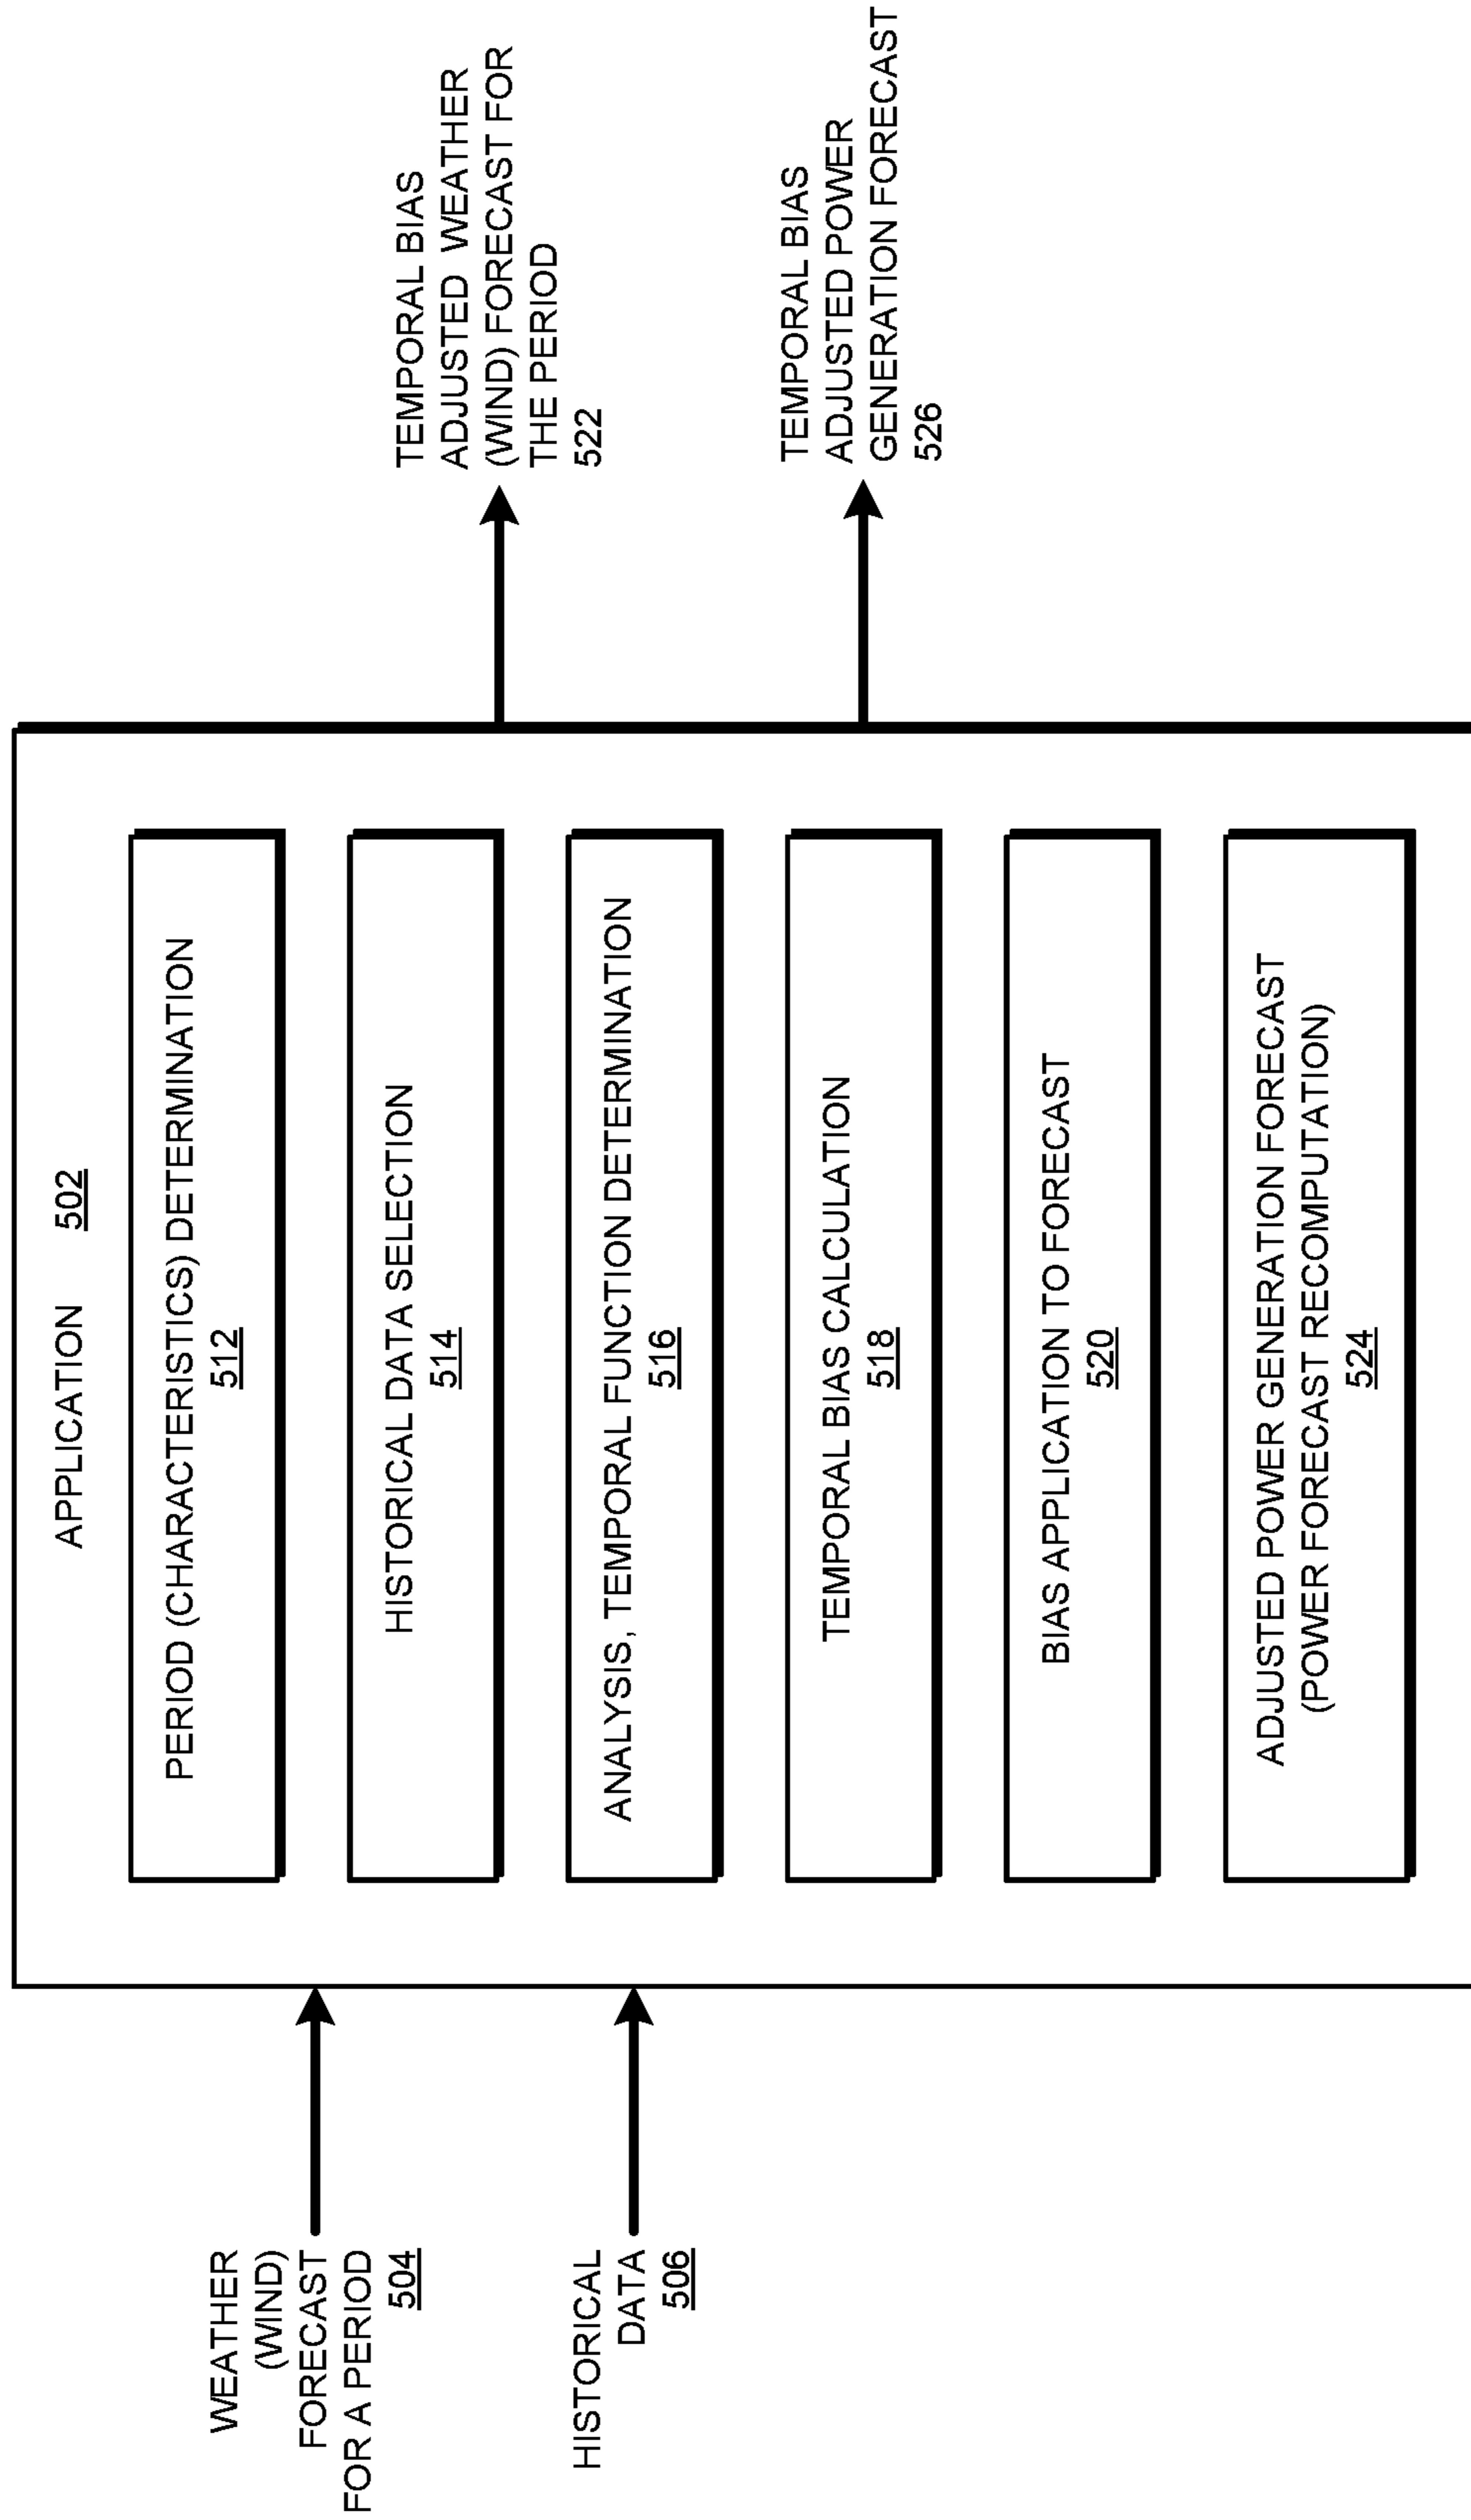 WEATHER
(WIND)
FORECAST
FOR A PERIOD
504
HISTORICAL
DATA
506
APPLICATION 502
PERIOD (CHARACTERISTICS) DETERMINATION
512
HISTORICAL DATA SELECTION
514
ANALYSIS, TEMPORAL FUNCTION DETERMINATION
516
TEMPORAL BIAS CALCULATION
518
BIAS APPLICATION TO FORECAST
520
ADJUSTED POWER GENERATION FORECAST
(POWER FORECAST RECOMPUTATION)
524
TEMPORAL BIAS
ADJUSTED WEATHER
(WIND) FORECAST FOR
THE PERIOD
522
TEMPORAL BIAS
ADJUSTED POWER
GENERATION FORECAST
526